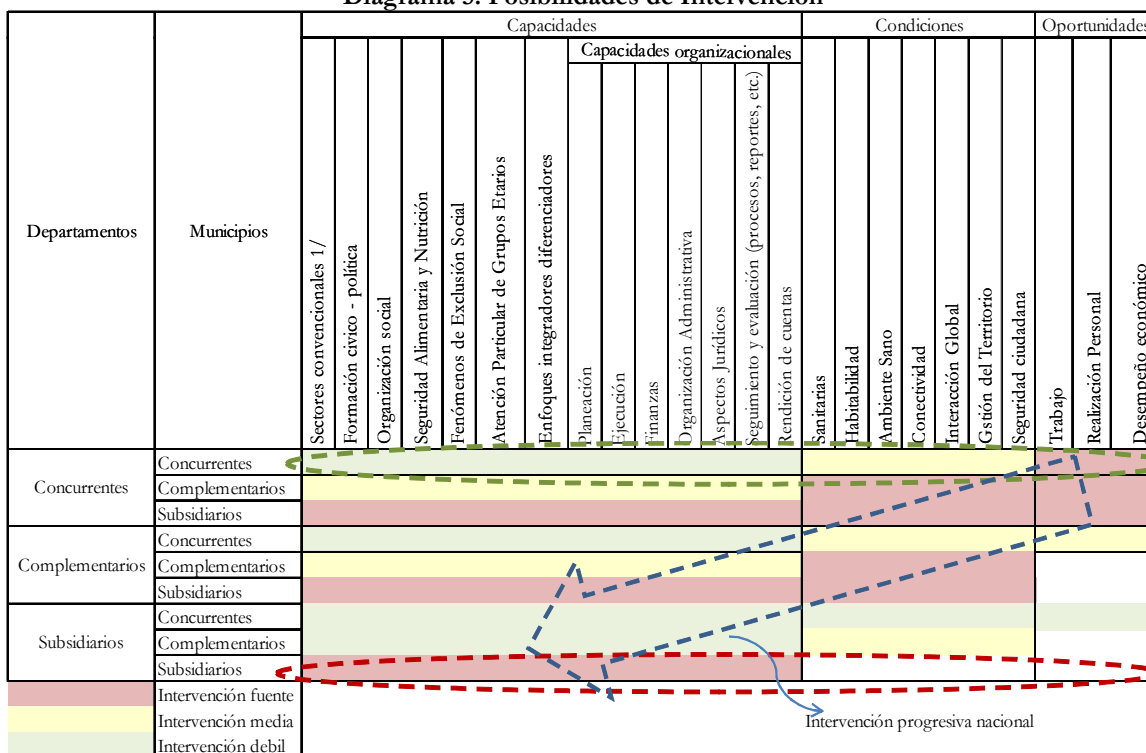 Diagrama 3. Posibilidades de Intervención
Capacidades
Condiciones
Oportunidades
Capacidades organizacionales
Departamentos
Municipios
Sectores convencionales 1/
Formación cívico - política
Organización social
Seguridad Alimentaria y Nutrición
Fenómenos de Exclusión Social
Atención Particular de Grupos Etarios
Enfoques integradores diferenciadores
Planeación
Ejecución
Finanzas
Organización Administrativa
Aspectos Jurídicos
Seguimiento y evaluación (procesos, reportes, etc.)
Rendición de cuentas
Sanitarias
Habitabilidad
Ambiente Sano
Conectividad
Interacción Global
Gstión del Territorio
Seguridad ciudadana
Trabajo
Realización Personal
Desempeño económico
Concurrentes
Concurrentes
Complementarios
Subsidiarios
Complementarios
Concurrentes
Complementarios
Subsidiarios
Subsidiarios
Concurrentes
Complementarios
Subsidiarios
Intervención fuente
Intervención media
Intervención debil
Intervención progresiva nacional